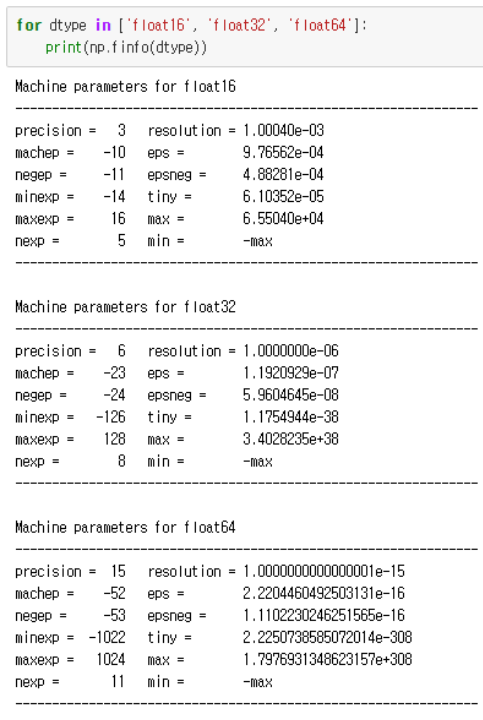 for dtype in ['float16', 'float32', 'float64']:
    print(np.finfo(dtype))
Machine parameters for float16
---------------------------------------------------------------
precision =   3   resolution = 1.00040e-03
machep =    -10   eps =        9.76562e-04
negep =     -11   epsneg =     4.88281e-04
minexp =    -14   tiny =       6.10352e-05
maxexp =     16   max =        6.55040e+04
nexp =        5   min =        -max
---------------------------------------------------------------
Machine parameters for float32
---------------------------------------------------------------
precision =   6   resolution = 1.0000000e-06
machep =    -23   eps =        1.1920929e-07
negep =     -24   epsneg =     5.9604645e-08
minexp =   -126   tiny =       1.1754944e-38
maxexp =    128   max =        3.4028235e+38
nexp =        8   min =        -max
---------------------------------------------------------------
Machine parameters for float64
---------------------------------------------------------------
precision =  15   resolution = 1.0000000000000001e-15
machep =    -52   eps =        2.2204460492503131e-16
negep =     -53   epsneg =     1.1102230246251565e-16
minexp =  -1022   tiny =       2.2250738585072014e-308
maxexp =   1024   max =        1.7976931348623157e+308
nexp =       11   min =        -max
---------------------------------------------------------------